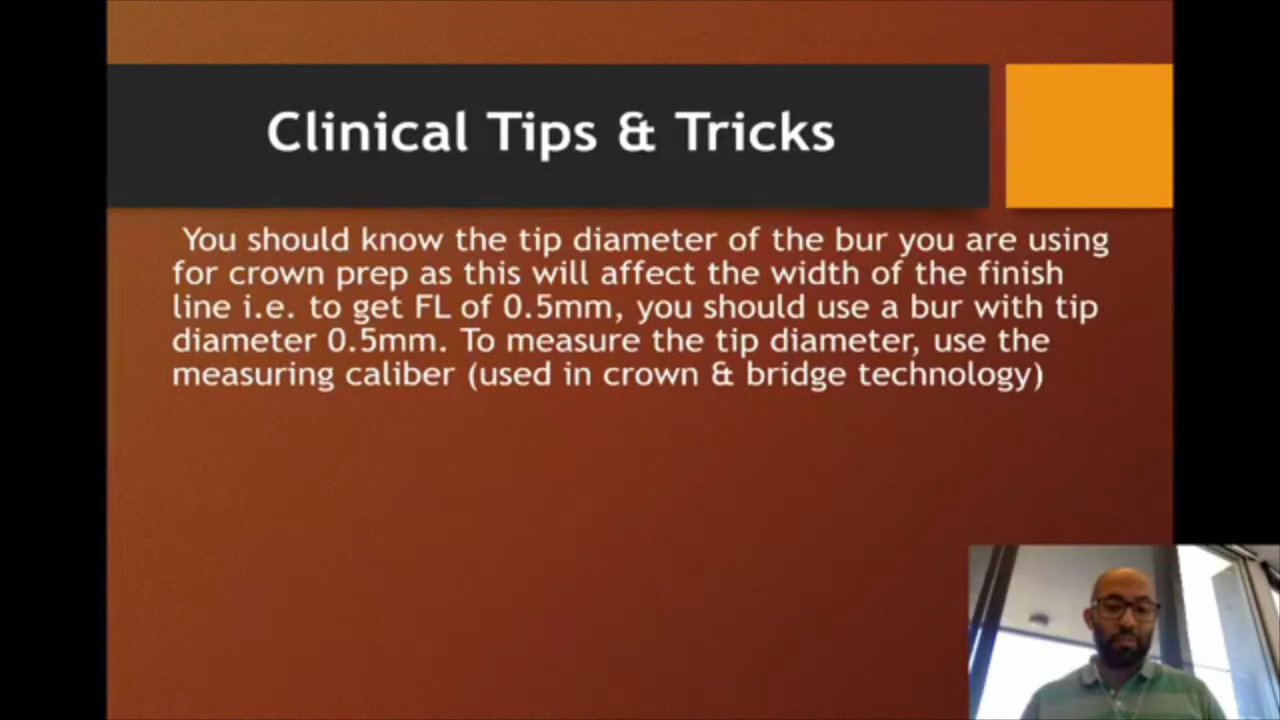 Clinical Tips & Tricks
You should know the tip diameter of the bur you are using
for crown prep as this will affect the width of the finish
line i.e. to get FL of 0.5mm, you should use a bur with tip
diameter 0.5mm. To measure the tip diameter, use the
measuring caliber (used in crown & bridge technology)